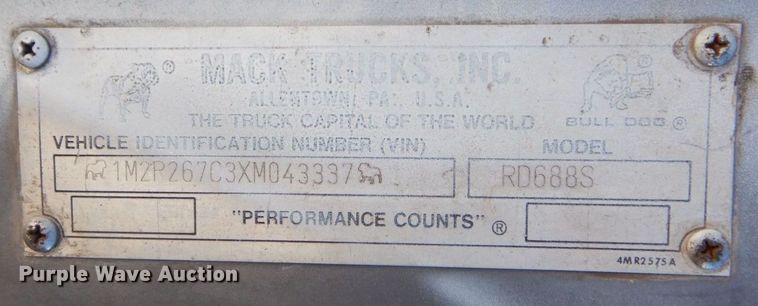 MACK TRUCKS, INC.
ALLENTOWN, PA. U.S.A.
THE TRUCK CAPITAL OF THE WORLD
BULL DOG ®
®
VEHICLE IDENTIFICATION NUMBER (VIN)
MODEL
1M2P267C3XM043337
RD688S
"PERFORMANCE COUNTS" ®
4MR2575A
Purple Wave Auction